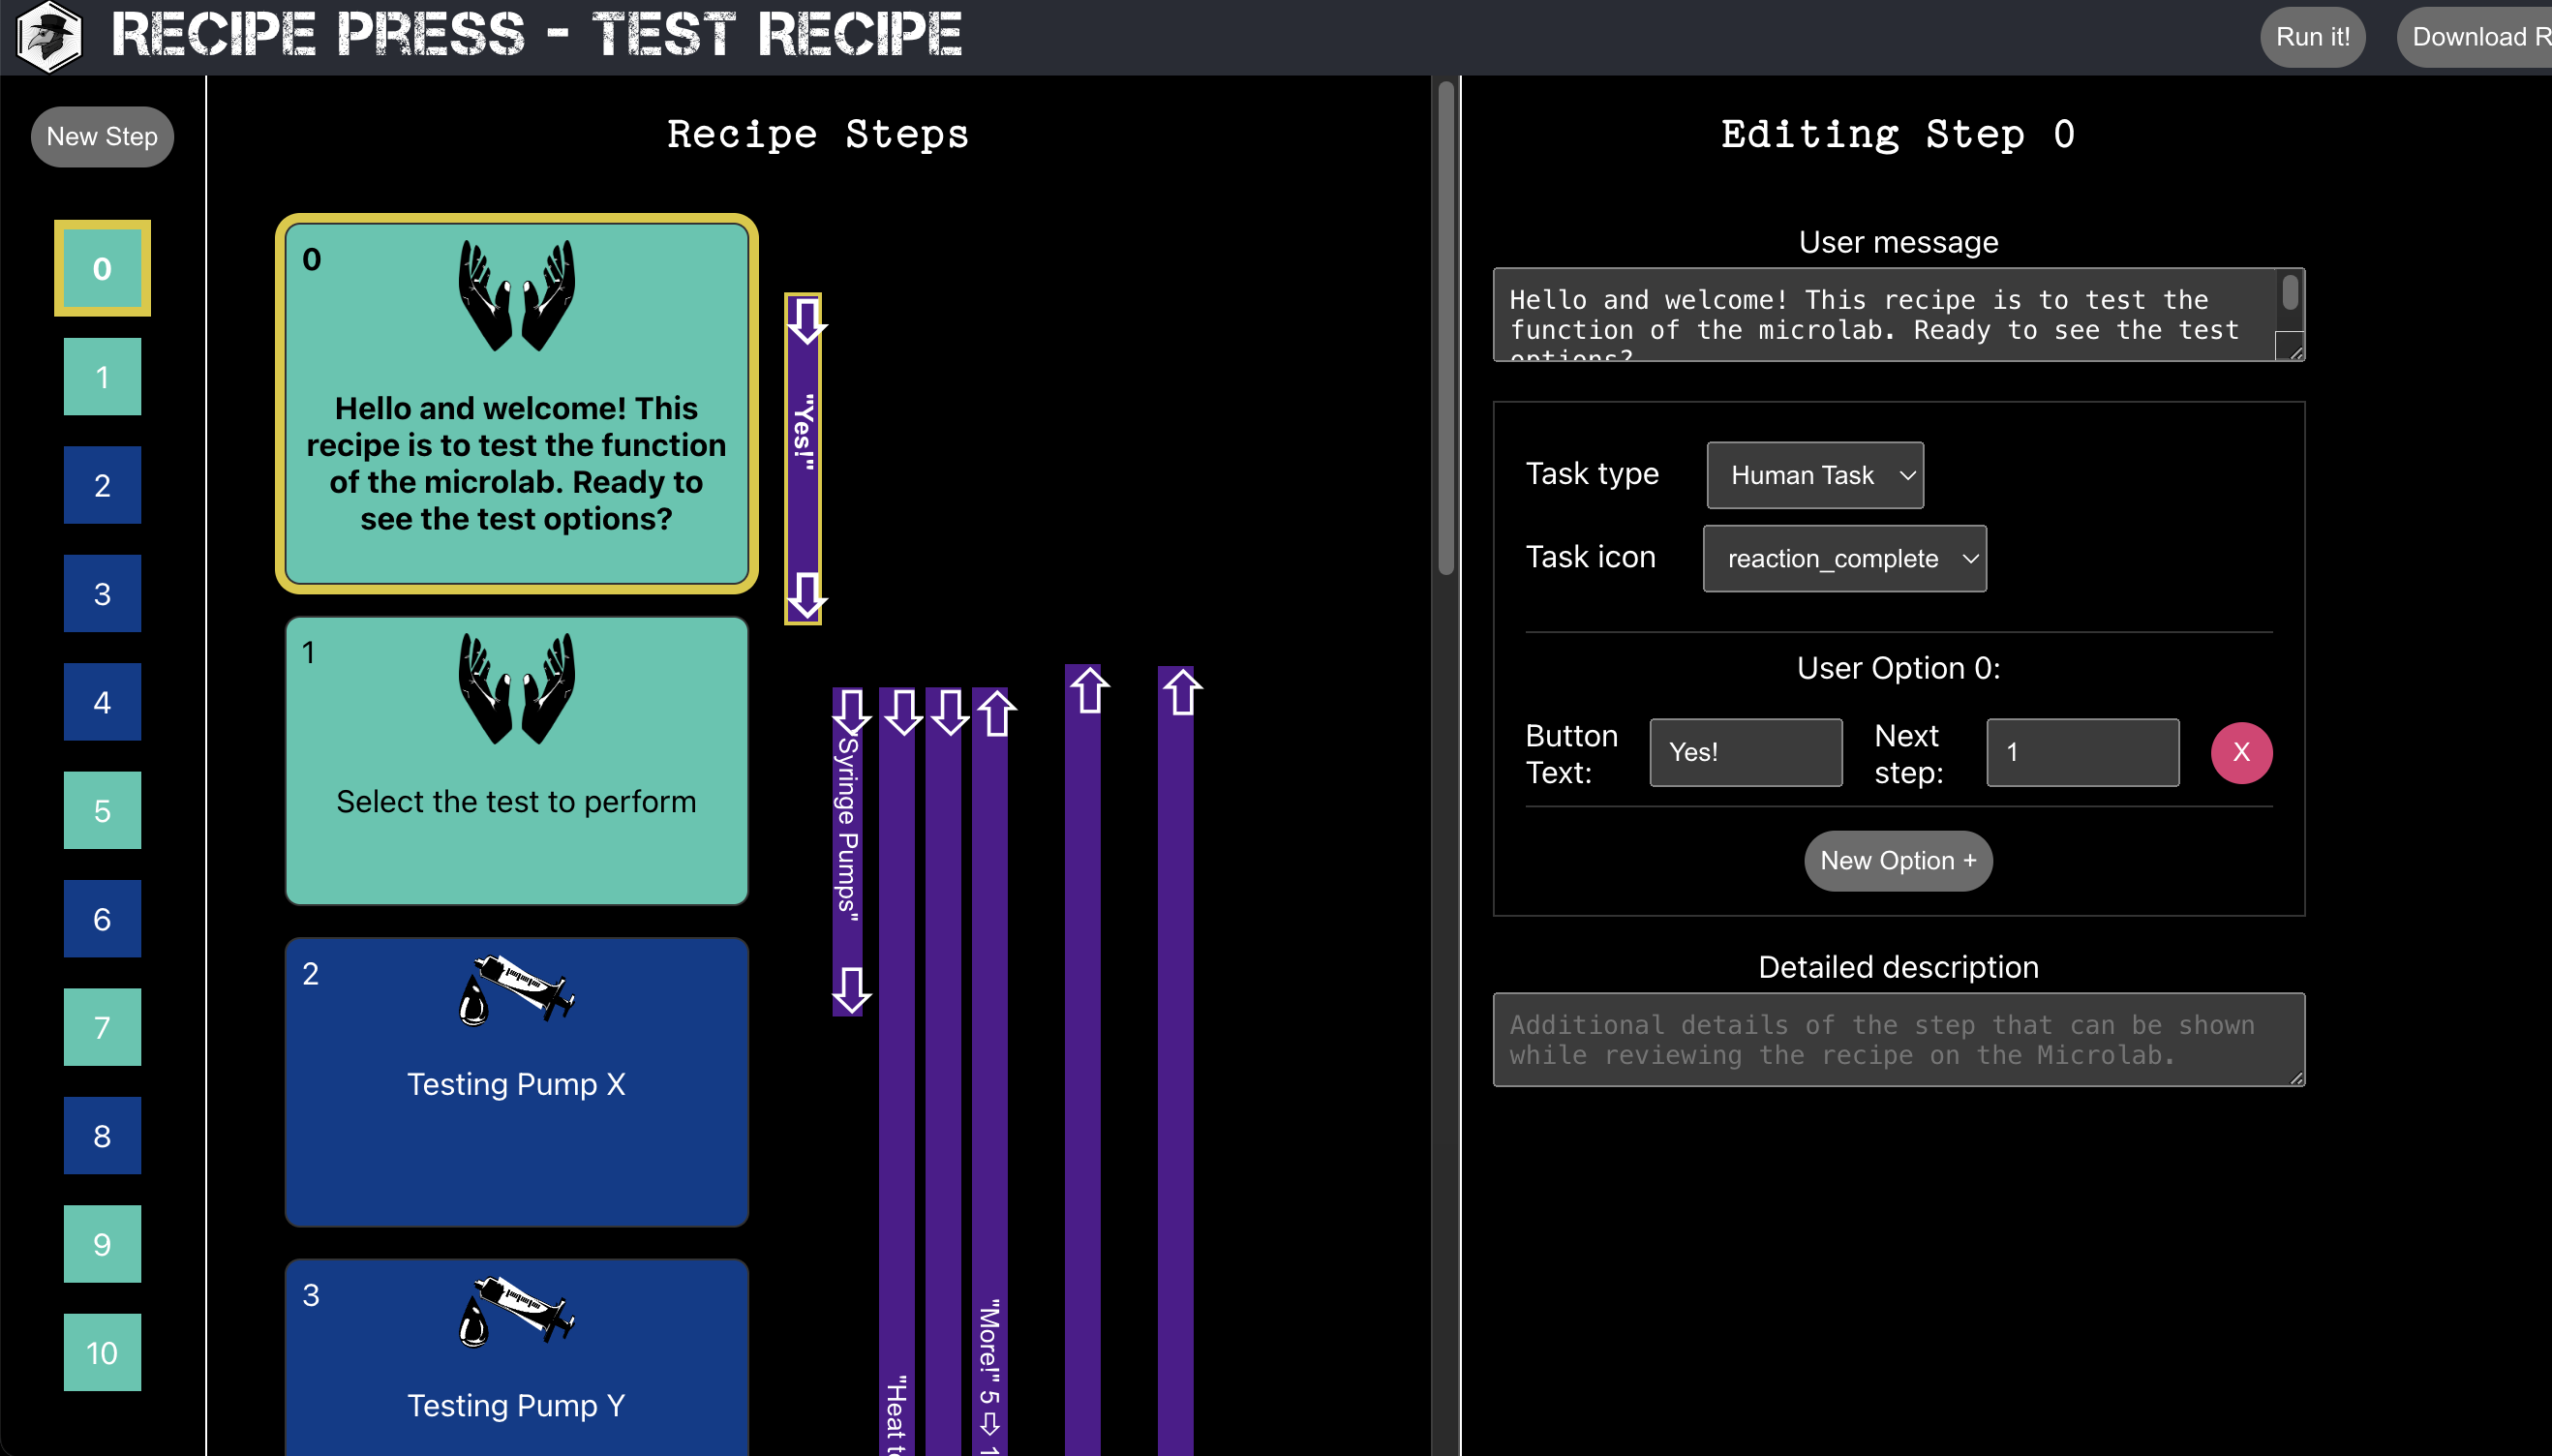 RECIPE PRESS - TEST RECIPE
Run it!
Download R
New Step
0
1
2
3
4
5
6
7
8
9
10
Recipe Steps
0
Hello and welcome! This
recipe is to test the function
of the microlab. Ready to
see the test options?
"Yes!"
1
Select the test to perform
"Syringe Pumps"
2
Testing Pump X
3
Testing Pump Y
"Heat t
"More!" 5 ⇩ 1
Editing Step 0
User message
Hello and welcome! This recipe is to test the
function of the microlab. Ready to see the test
options?
Task type
Human Task
Task icon
reaction_complete
User Option 0:
Button
Text:
Yes!
Next
step:
1
X
New Option +
Detailed description
Additional details of the step that can be shown
while reviewing the recipe on the Microlab.